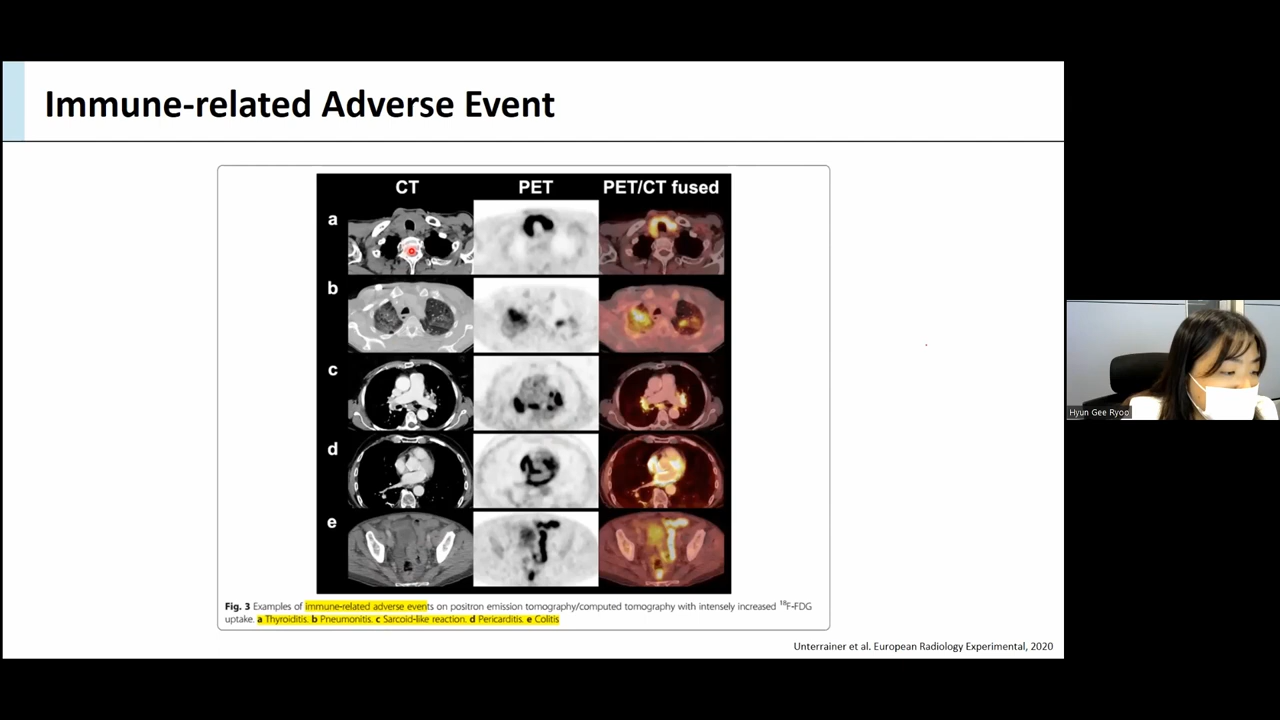 Immune-related Adverse Event
CT PET PET/CT fused
a
b
c
d
e
Fig. 3 Examples of immune-related adverse events on positron emission tomography/computed tomography with intensely increased ¹⁸F-FDG
uptake. a Thyroiditis. b Pneumonitis. c Sarcoid-like reaction. d Pericarditis. e Colitis
Unterrainer et al. European Radiology Experimental, 2020
Hyun Gee Ryoo